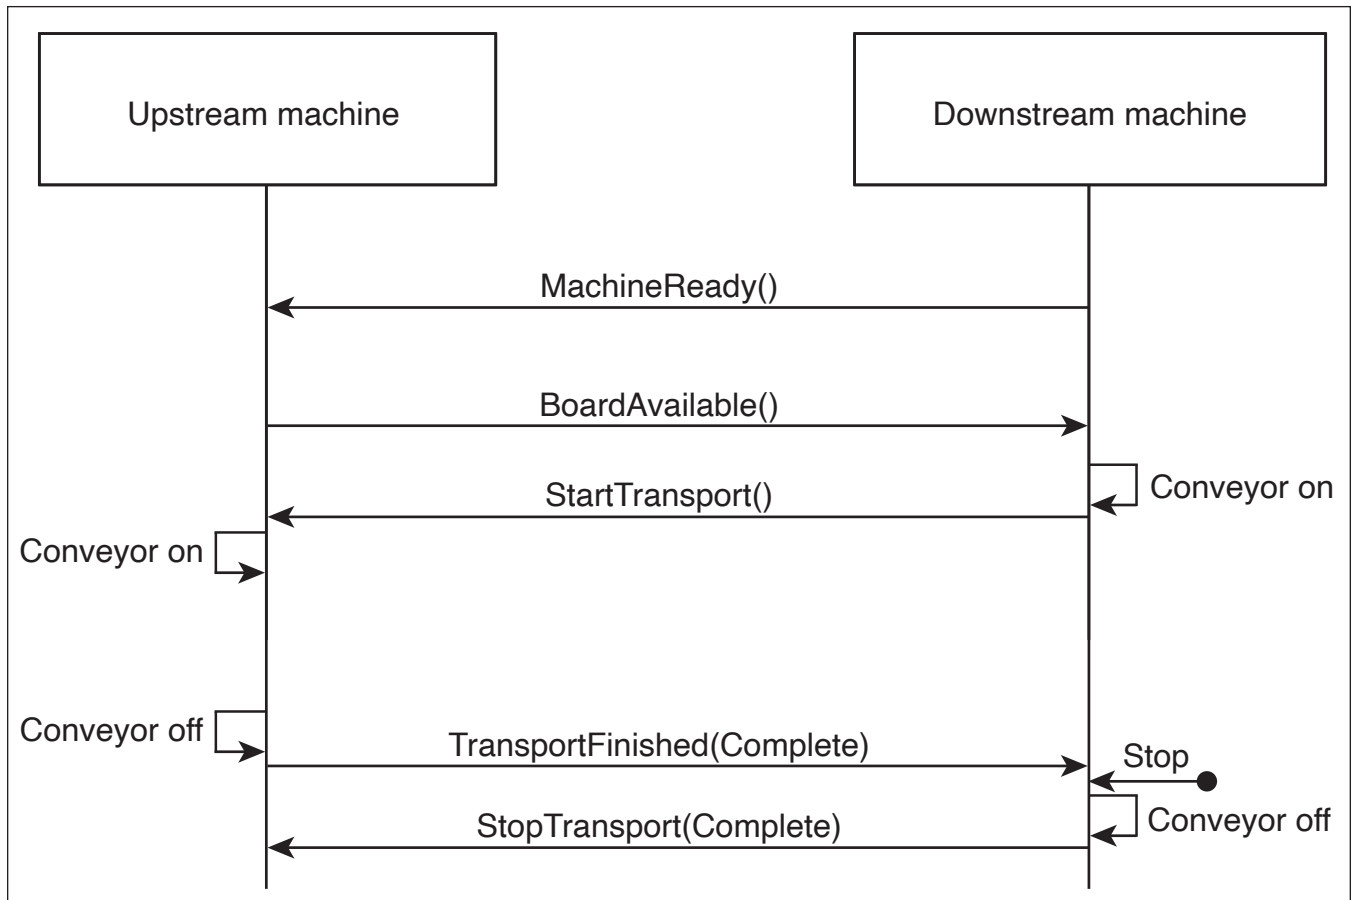 Upstream machine
Downstream machine
MachineReady()
BoardAvailable()
Conveyor on
StartTransport()
Conveyor on
Conveyor off
TransportFinished(Complete)
Stop
Conveyor off
StopTransport(Complete)